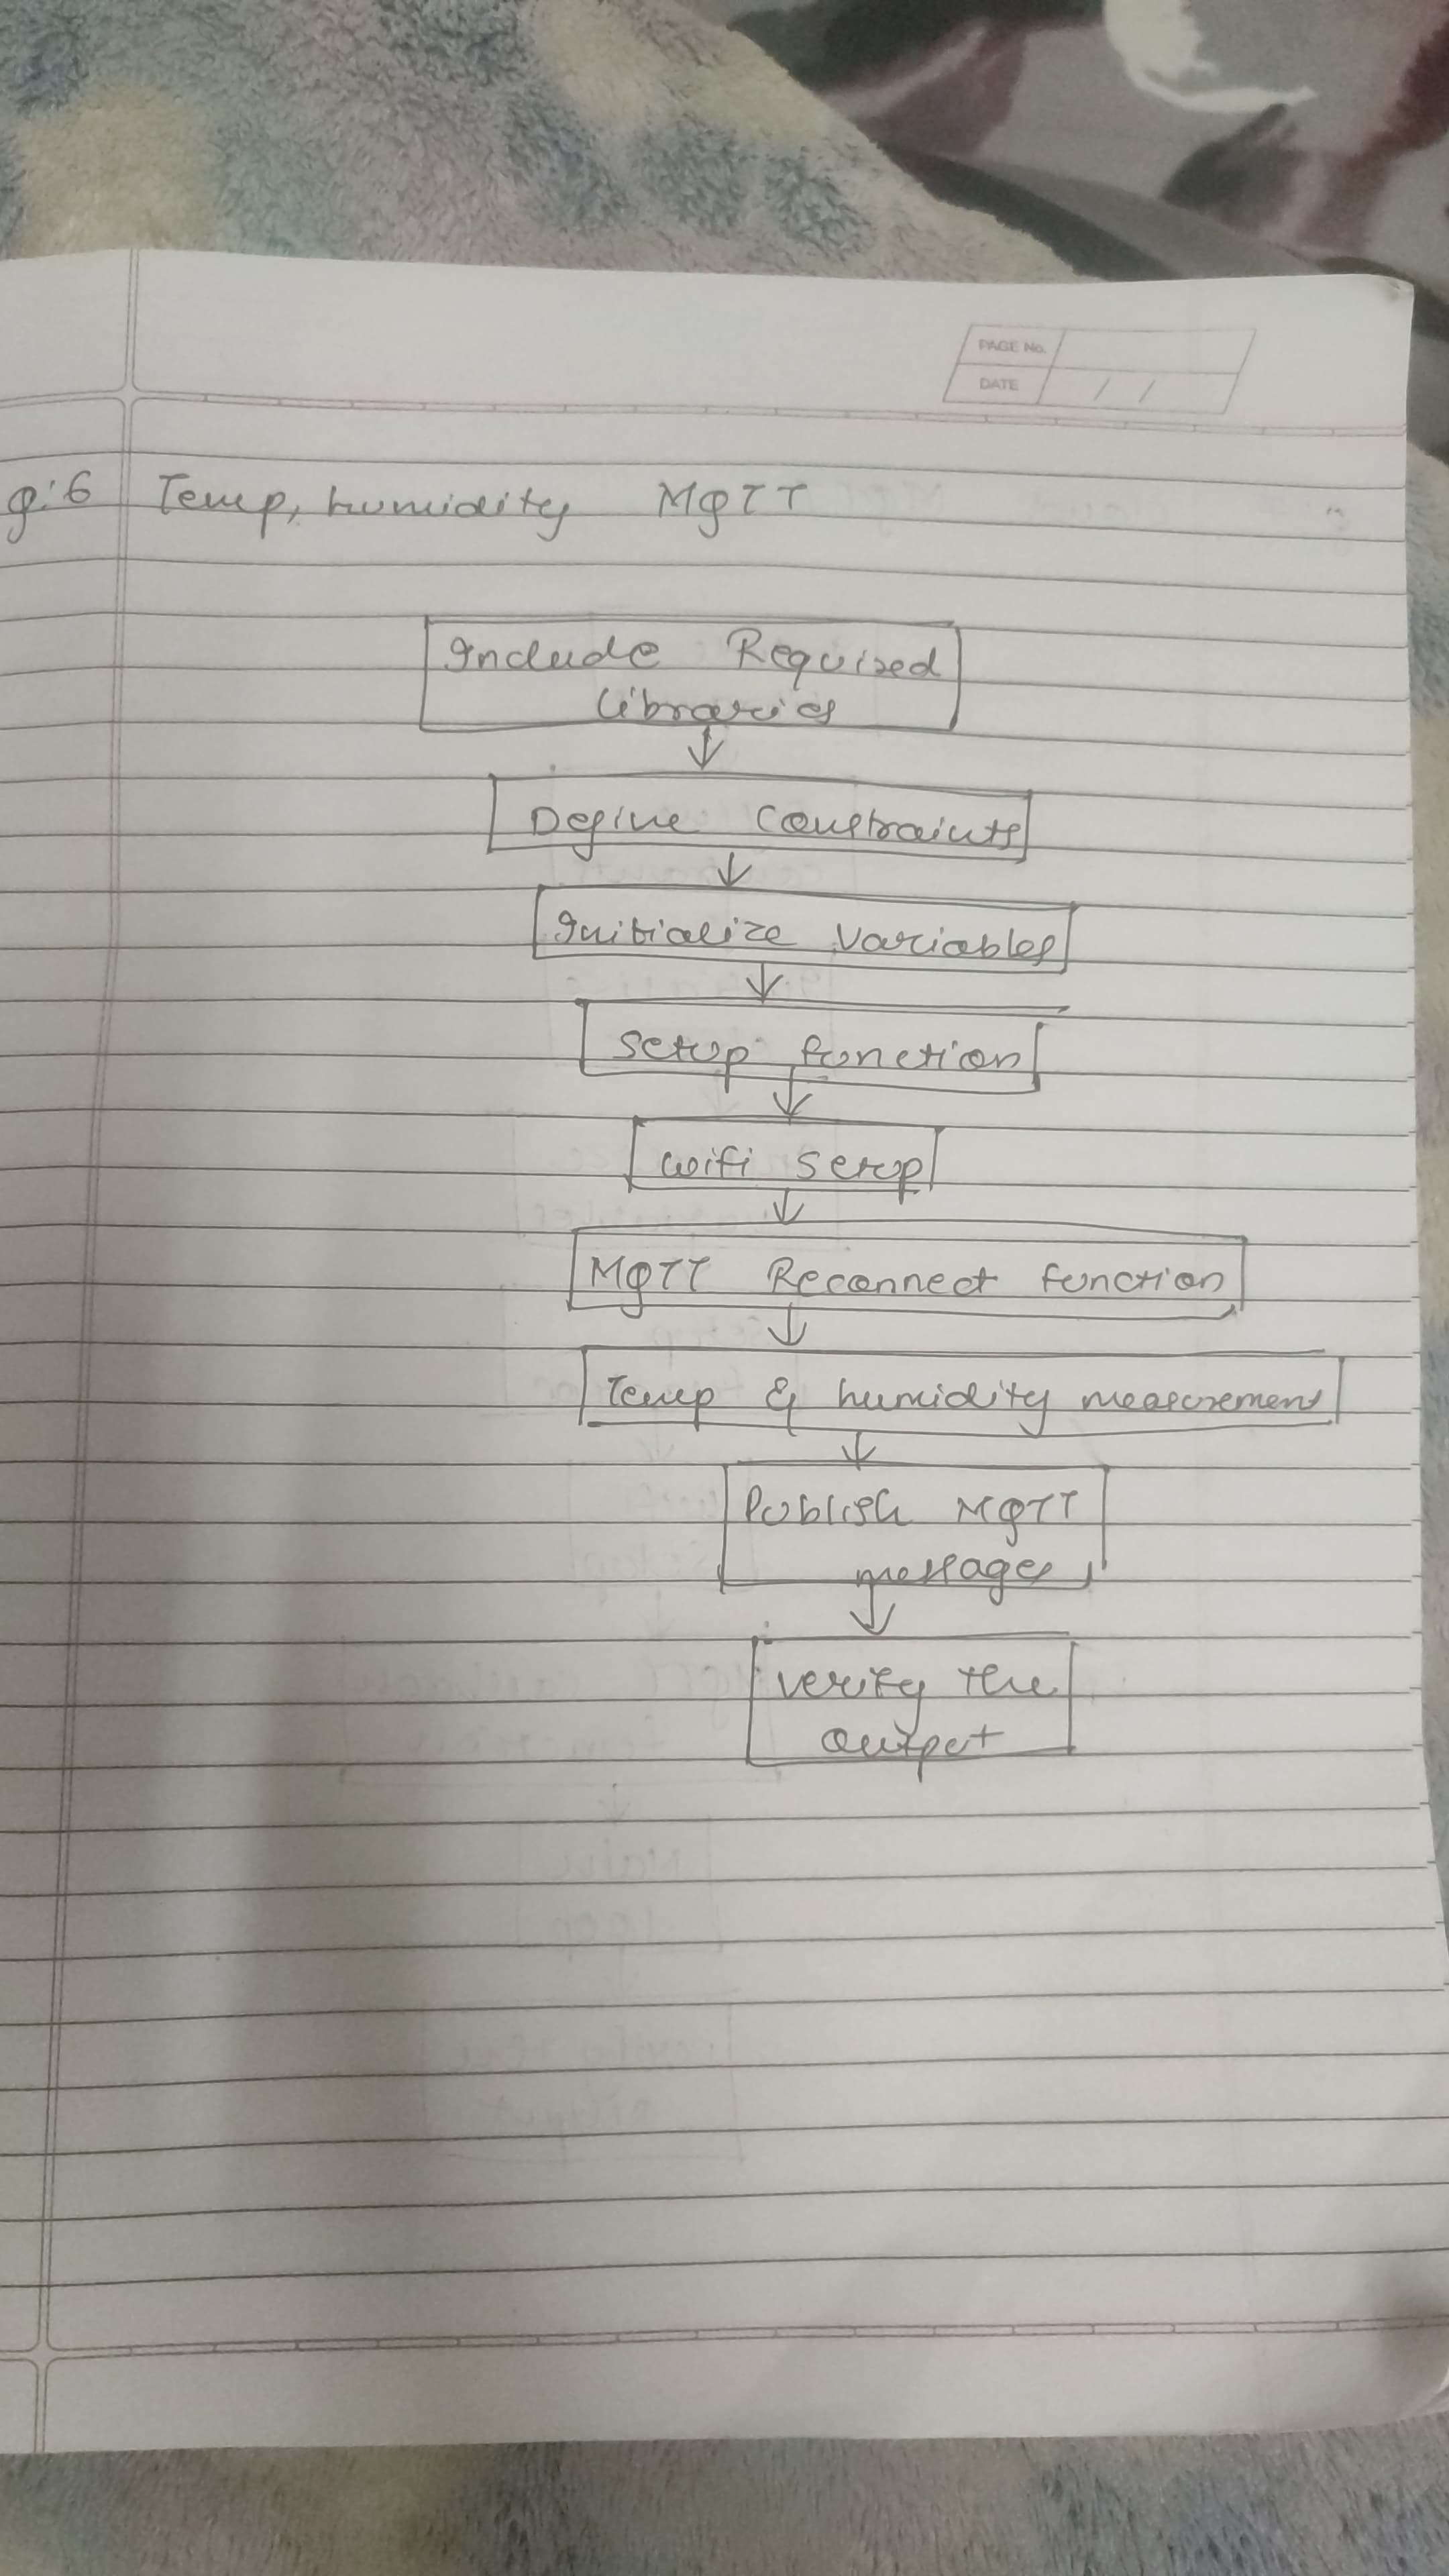 PAGE No.
DATE / /
g:6 Temp, humidity MQTT
Include Required
libraries
Define Constraints
Initialize Variables
Setup function
wifi setup
MQTT Reconnect function
Temp & humidity measurement
Publish MQTT
messages
verify the
output